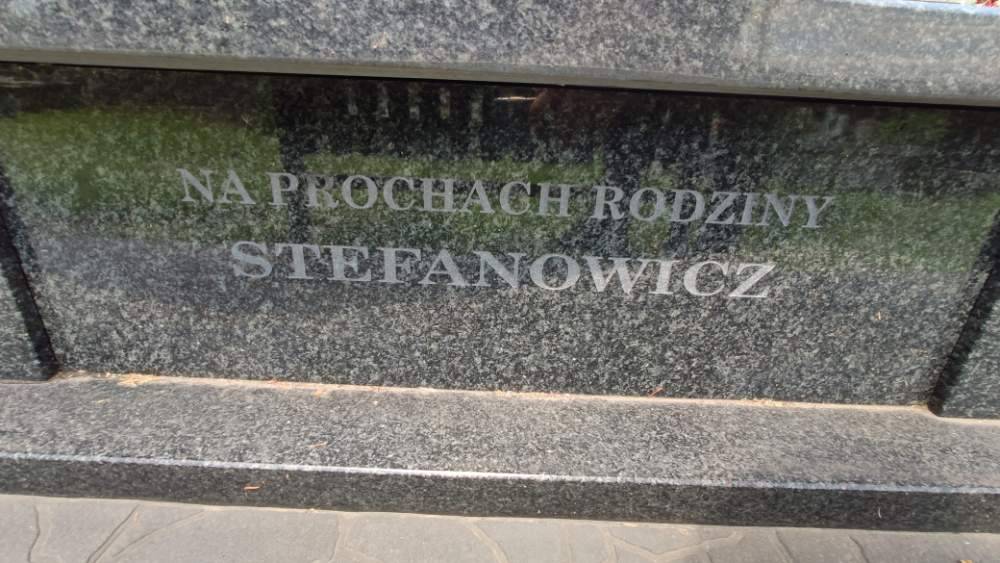 NA PROCHACH RODZINY
STEFANOWICZ